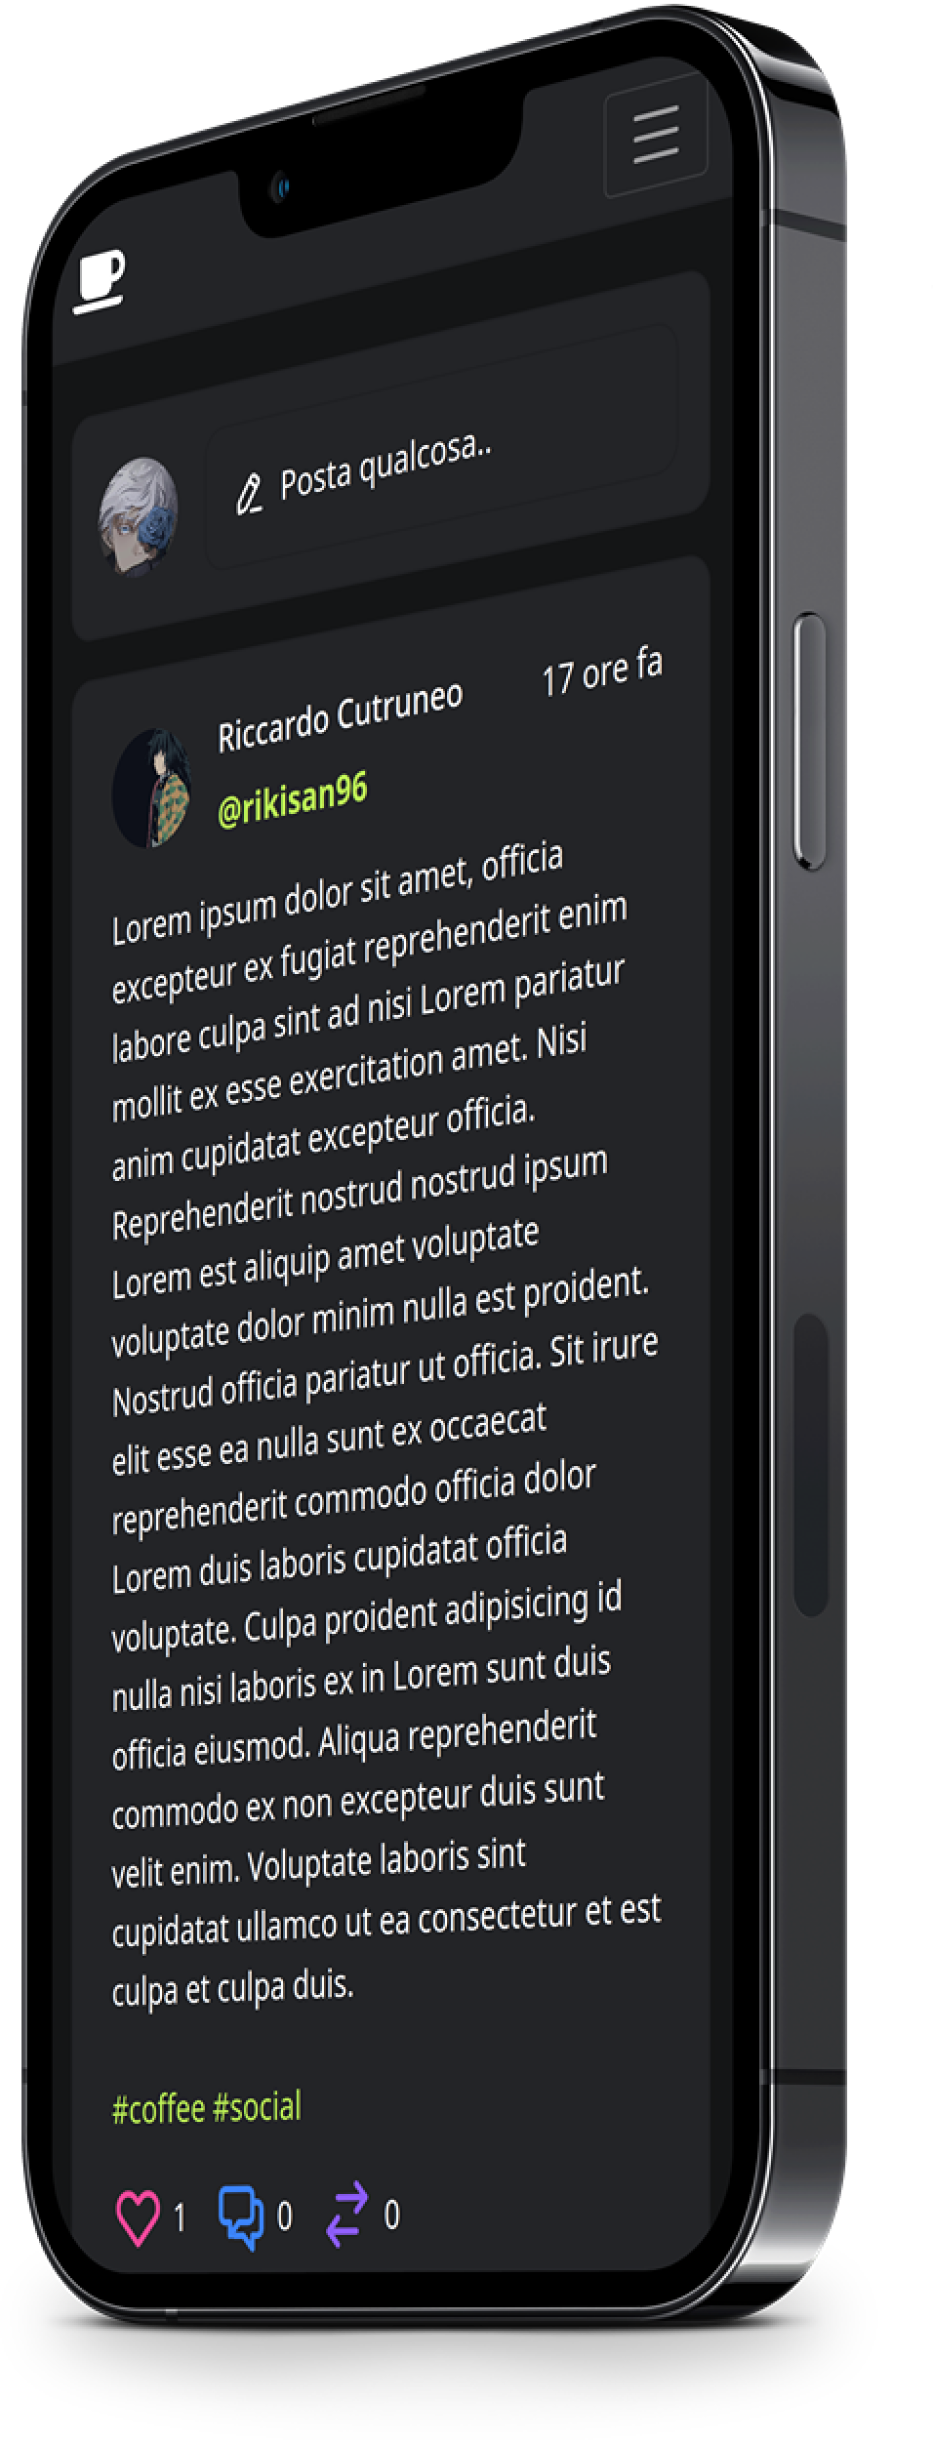 Posta qualcosa..
Riccardo Cutruneo
17 ore fa
@rikisan96
Lorem ipsum dolor sit amet, officia
excepteur ex fugiat reprehenderit enim
labore culpa sint ad nisi Lorem pariatur
mollit ex esse exercitation amet. Nisi
anim cupidatat excepteur officia.
Reprehenderit nostrud nostrud ipsum
Lorem est aliquip amet voluptate
voluptate dolor minim nulla est proident.
Nostrud officia pariatur ut officia. Sit irure
elit esse ea nulla sunt ex occaecat
reprehenderit commodo officia dolor
Lorem duis laboris cupidatat officia
voluptate. Culpa proident adipisicing id
nulla nisi laboris ex in Lorem sunt duis
officia eiusmod. Aliqua reprehenderit
commodo ex non excepteur duis sunt
velit enim. Voluptate laboris sint
cupidatat ullamco ut ea consectetur et est
culpa et culpa duis.
#coffee #social
1 0 0